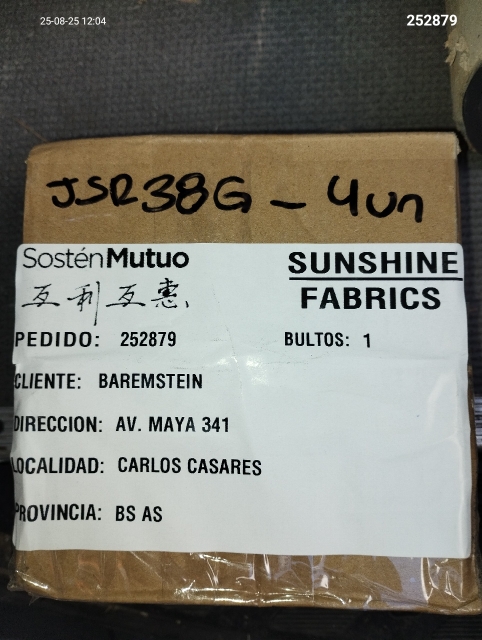 25-08-25 12:04
252879
JSR38G - 4un
SosténMutuo
互利互惠
SUNSHINE
FABRICS
PEDIDO: 252879
BULTOS: 1
CLIENTE: BAREMSTEIN
DIRECCION: AV. MAYA 341
LOCALIDAD: CARLOS CASARES
PROVINCIA: BS AS